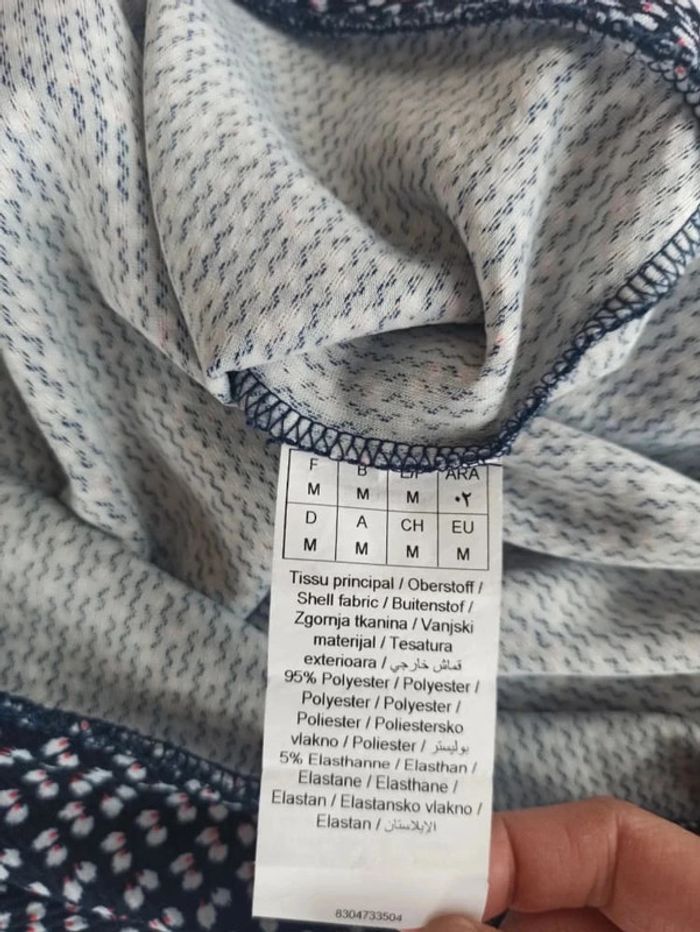 F B ARA
M M M ٠٢
D A CH EU
M M M M
Tissu principal / Oberstoff /
Shell fabric / Buitenstof /
Zgornja tkanina / Vanjski
materijal / Tesatura
exterioara / قماش خارجي /
95% Polyester / Polyester /
Polyester / Polyester /
Poliester / Poliestersko
vlakno / Poliester / بوليستر /
5% Elasthanne / Elasthan /
Elastane / Elasthane /
Elastan / Elastansko vlakno /
Elastan / الإيلاستان /
8304733504